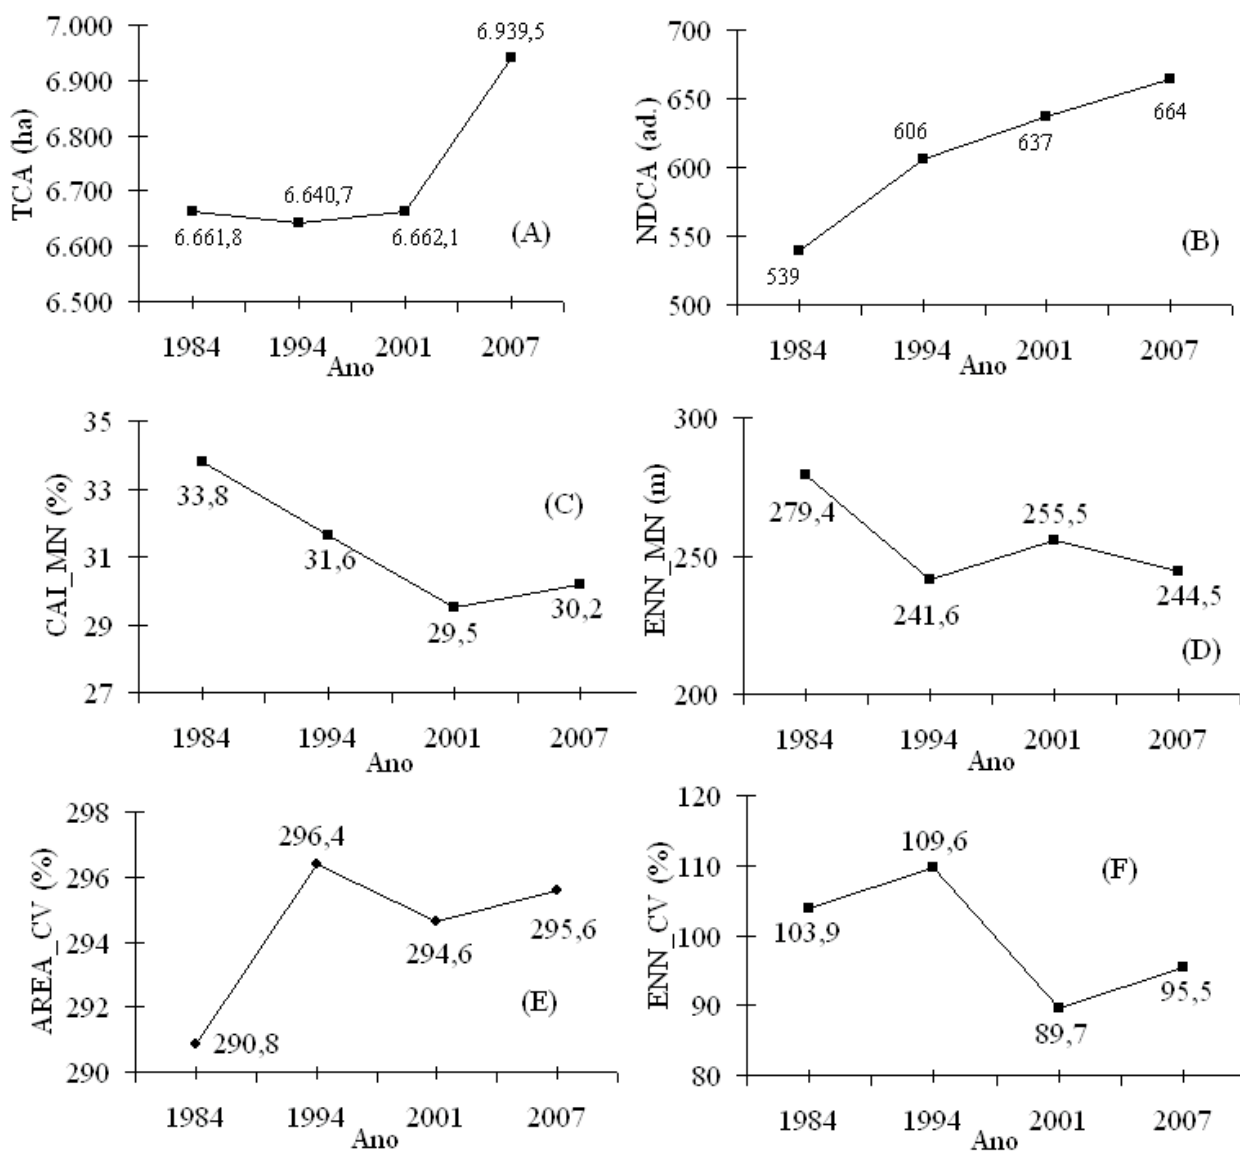 TCA (ha)
7.000
6.900
6.800
6.700
6.600
6.500
6.661,8
6.640,7
6.662,1
6.939,5
(A)
1984 1994 2001 2007
Ano
NDCA (ad.)
700
650
600
550
500
539
606
637
664
(B)
1984 1994 2001 2007
Ano
CAI_MN (%)
35
33
31
29
27
33,8
31,6
29,5
30,2
(C)
1984 1994 2001 2007
Ano
ENN_MN (m)
300
250
200
279,4
241,6
255,5
244,5
(D)
1984 1994 2001 2007
Ano
AREA_CV (%)
298
296
294
292
290
290,8
296,4
294,6
295,6
(E)
1984 1994 2001 2007
Ano
ENN_CV (%)
120
110
100
90
80
103,9
109,6
89,7
95,5
(F)
1984 1994 2001 2007
Ano